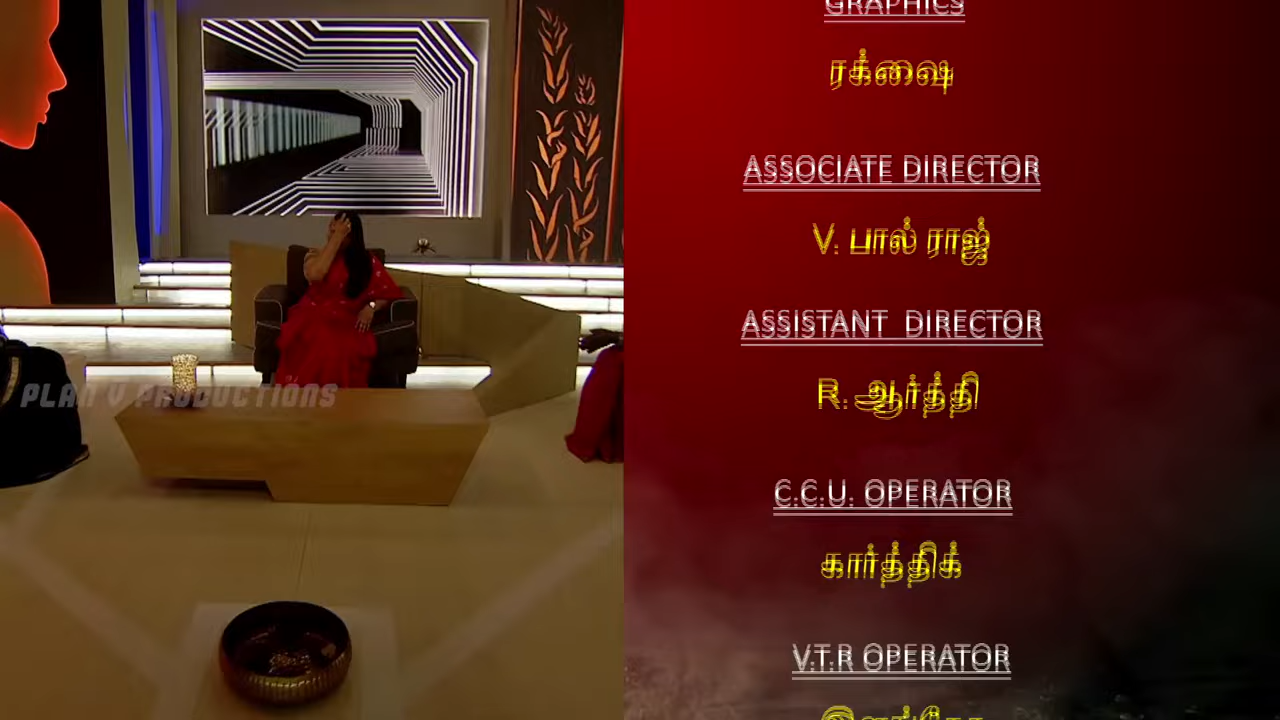 PLAN V PRODUCTIONS
GRAPHICS
ரக்ஷை
ASSOCIATE DIRECTOR
V. பால் ராஜ்
ASSISTANT DIRECTOR
R. ஆர்த்தி
C.C.U. OPERATOR
கார்த்திக்
V.T.R OPERATOR